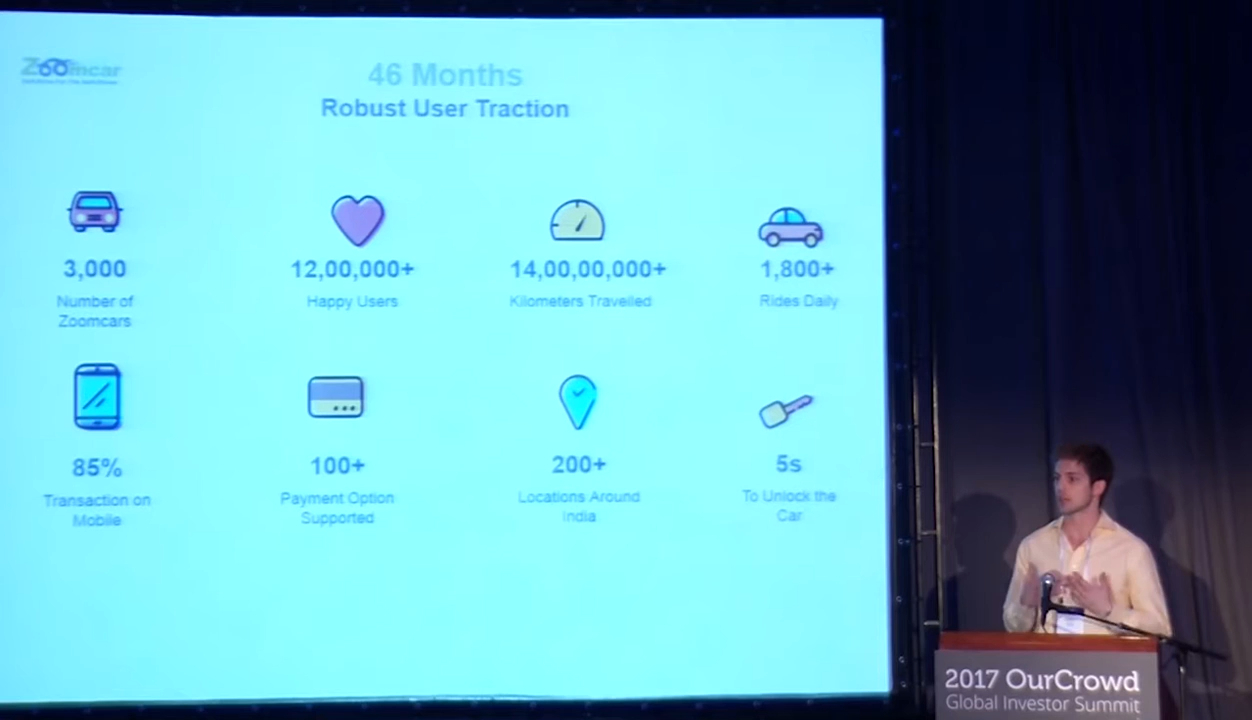 Zoomcar
46 Months
Robust User Traction
3,000
Number of
Zoomcars
12,00,000+
Happy Users
14,00,00,000+
Kilometers Travelled
1,800+
Rides Daily
85%
Transaction on
Mobile
100+
Payment Option
Supported
200+
Locations Around
India
5s
To Unlock the
Car
2017 OurCrowd
Global Investor Summit